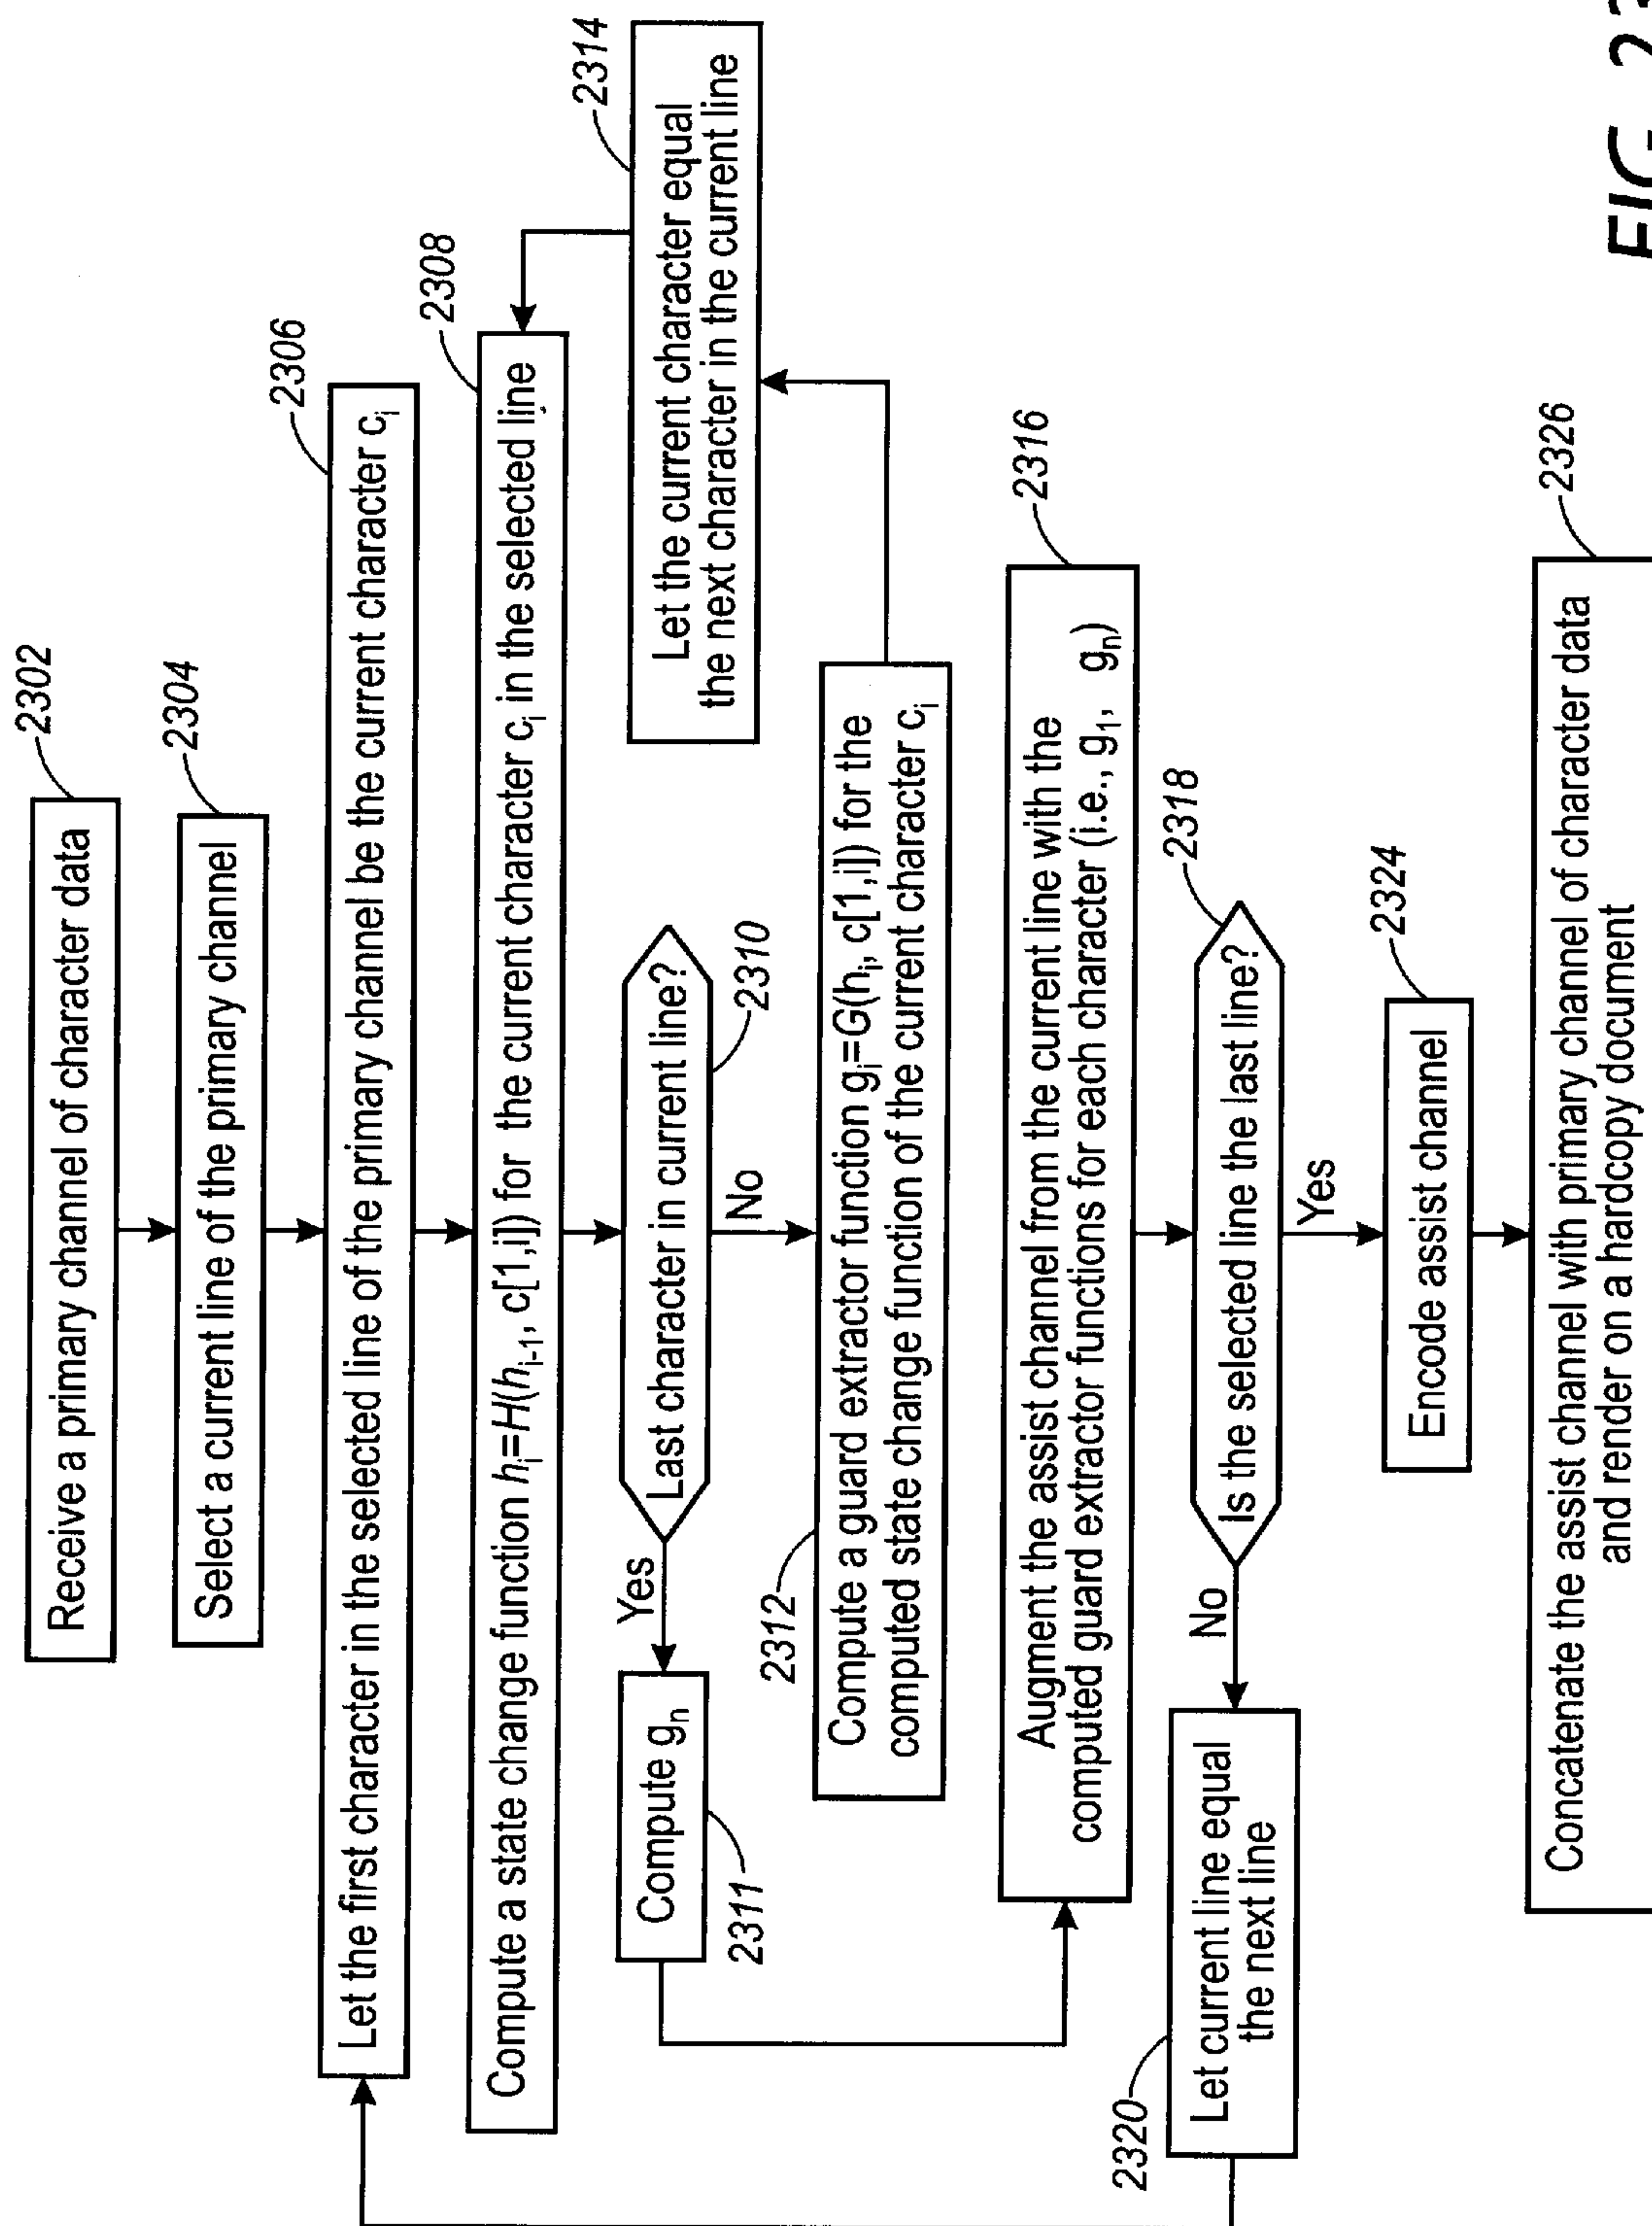 2302
Receive a primary channel of character data
2304
Select a current line of the primary channel
2306
Let the first character in the selected line of the primary channel be the current character cᵢ
2308
Compute a state change function hᵢ=H(hᵢ₋₁, c[1,i]) for the current character cᵢ in the selected line
2314
Let the current character equal
the next character in the current line
Last character in current line?
2310
Yes
No
Compute gₙ
2311
2312
Compute a guard extractor function gᵢ=G(hᵢ, c[1,i]) for the
computed state change function of the current character cᵢ
2316
Augment the assist channel from the current line with the
computed guard extractor functions for each character (i.e., g₁, gₙ)
2318
Is the selected line the last line?
No
Yes
2320
Let current line equal
the next line
2324
Encode assist channel
2326
Concatenate the assist channel with primary channel of character data
and render on a hardcopy document
FIG. 23